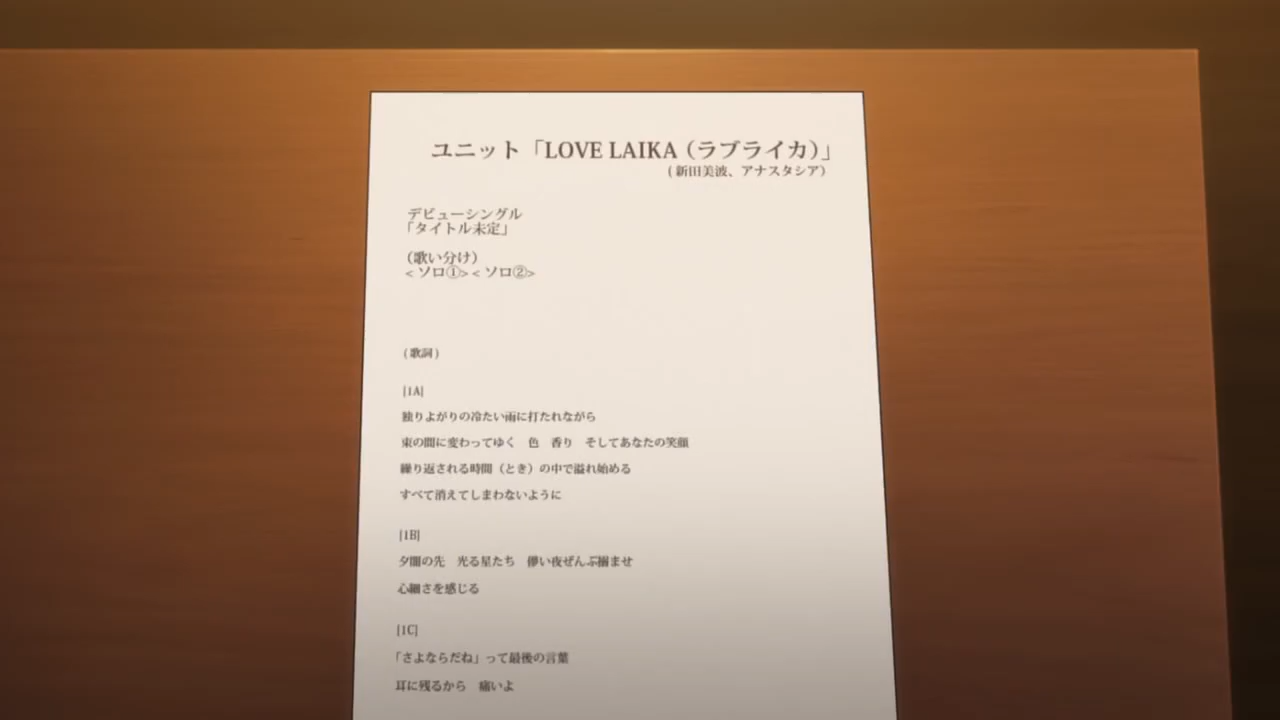 ユニット「LOVE LAIKA（ラブライカ）」
(新田美波、アナスタシア)
デビューシングル
「タイトル未定」
（歌い分け）
<ソロ①><ソロ②>
(歌詞)
[1A]
独りよがりの冷たい雨に打たれながら
束の間に変わってゆく　色　香り　そしてあなたの笑顔
繰り返される時間（とき）の中で溢れ始める
すべて消えてしまわないように
[1B]
夕闇の先　光る星たち　儚い夜ぜんぶ搦ませ
心細さを感じる
[1C]
「さよならだね」って最後の言葉
耳に残るから　痛いよ